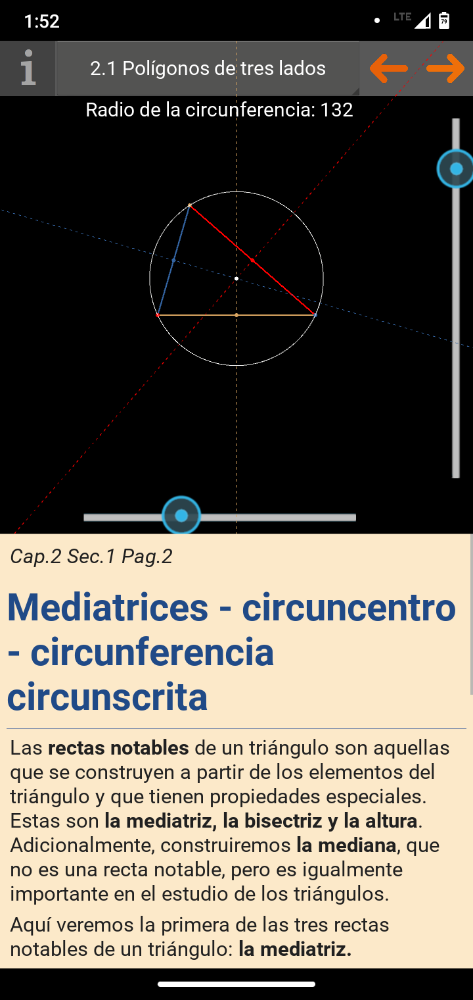 1:52
LTE
79
i
2.1 Polígonos de tres lados
Radio de la circunferencia: 132
Cap.2 Sec.1 Pag.2
Mediatrices - circuncentro
- circunferencia
circunscrita
Las rectas notables de un triángulo son aquellas
que se construyen a partir de los elementos del
triángulo y que tienen propiedades especiales.
Estas son la mediatriz, la bisectriz y la altura.
Adicionalmente, construiremos la mediana, que
no es una recta notable, pero es igualmente
importante en el estudio de los triángulos.
Aquí veremos la primera de las tres rectas
notables de un triángulo: la mediatriz.